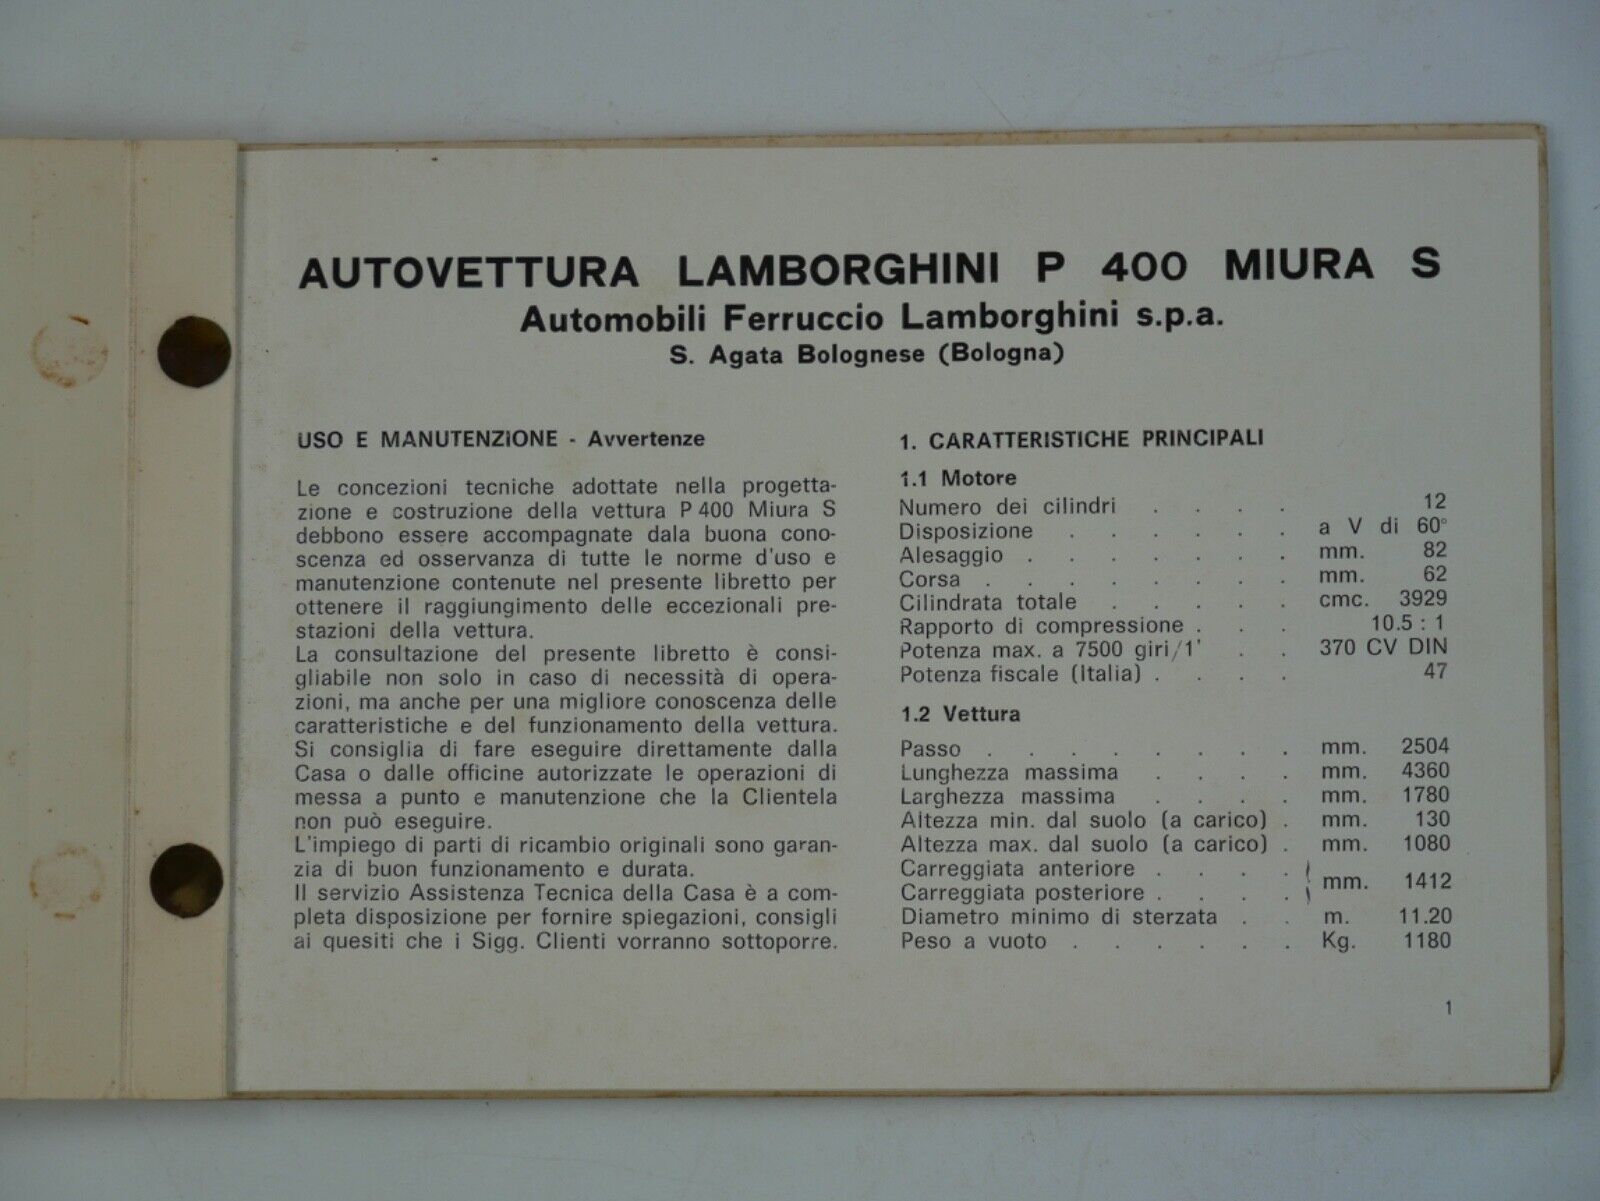 AUTOVETTURA LAMBORGHINI P 400 MIURA S
Automobili Ferruccio Lamborghini s.p.a.
S. Agata Bolognese (Bologna)
USO E MANUTENZIONE - Avvertenze
Le concezioni tecniche adottate nella progetta-
zione e costruzione della vettura P 400 Miura S
debbono essere accompagnate dala buona cono-
scenza ed osservanza di tutte le norme d'uso e
manutenzione contenute nel presente libretto per
ottenere il raggiungimento delle eccezionali pre-
stazioni della vettura.
La consultazione del presente libretto è consi-
gliabile non solo in caso di necessità di opera-
zioni, ma anche per una migliore conoscenza delle
caratteristiche e del funzionamento della vettura.
Si consiglia di fare eseguire direttamente dalla
Casa o dalle officine autorizzate le operazioni di
messa a punto e manutenzione che la Clientela
non può eseguire.
L'impiego di parti di ricambio originali sono garan-
zia di buon funzionamento e durata.
Il servizio Assistenza Tecnica della Casa è a com-
pleta disposizione per fornire spiegazioni, consigli
ai quesiti che i Sigg. Clienti vorranno sottoporre.
1. CARATTERISTICHE PRINCIPALI
1.1 Motore
Numero dei cilindri . . . . 12
Disposizione . . . . . . a V di 60°
Alesaggio . . . . . . . mm. 82
Corsa . . . . . . . . mm. 62
Cilindrata totale . . . . . cmc. 3929
Rapporto di compressione . . . 10.5 : 1
Potenza max. a 7500 giri/1' . . 370 CV DIN
Potenza fiscale (Italia) . . . . 47
1.2 Vettura
Passo . . . . . . . . mm. 2504
Lunghezza massima . . . . mm. 4360
Larghezza massima . . . . mm. 1780
Altezza min. dal suolo (a carico) . mm. 130
Altezza max. dal suolo (a carico) . mm. 1080
Carreggiata anteriore . . . .
Carreggiata posteriore . . . . mm. 1412
Diametro minimo di sterzata . . m. 11.20
Peso a vuoto . . . . . . Kg. 1180
1